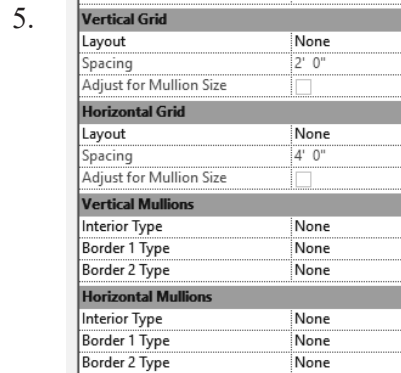 5.
Vertical Grid
Layout None
Spacing 2' 0"
Adjust for Mullion Size
Horizontal Grid
Layout None
Spacing 4' 0"
Adjust for Mullion Size
Vertical Mullions
Interior Type None
Border 1 Type None
Border 2 Type None
Horizontal Mullions
Interior Type None
Border 1 Type None
Border 2 Type None